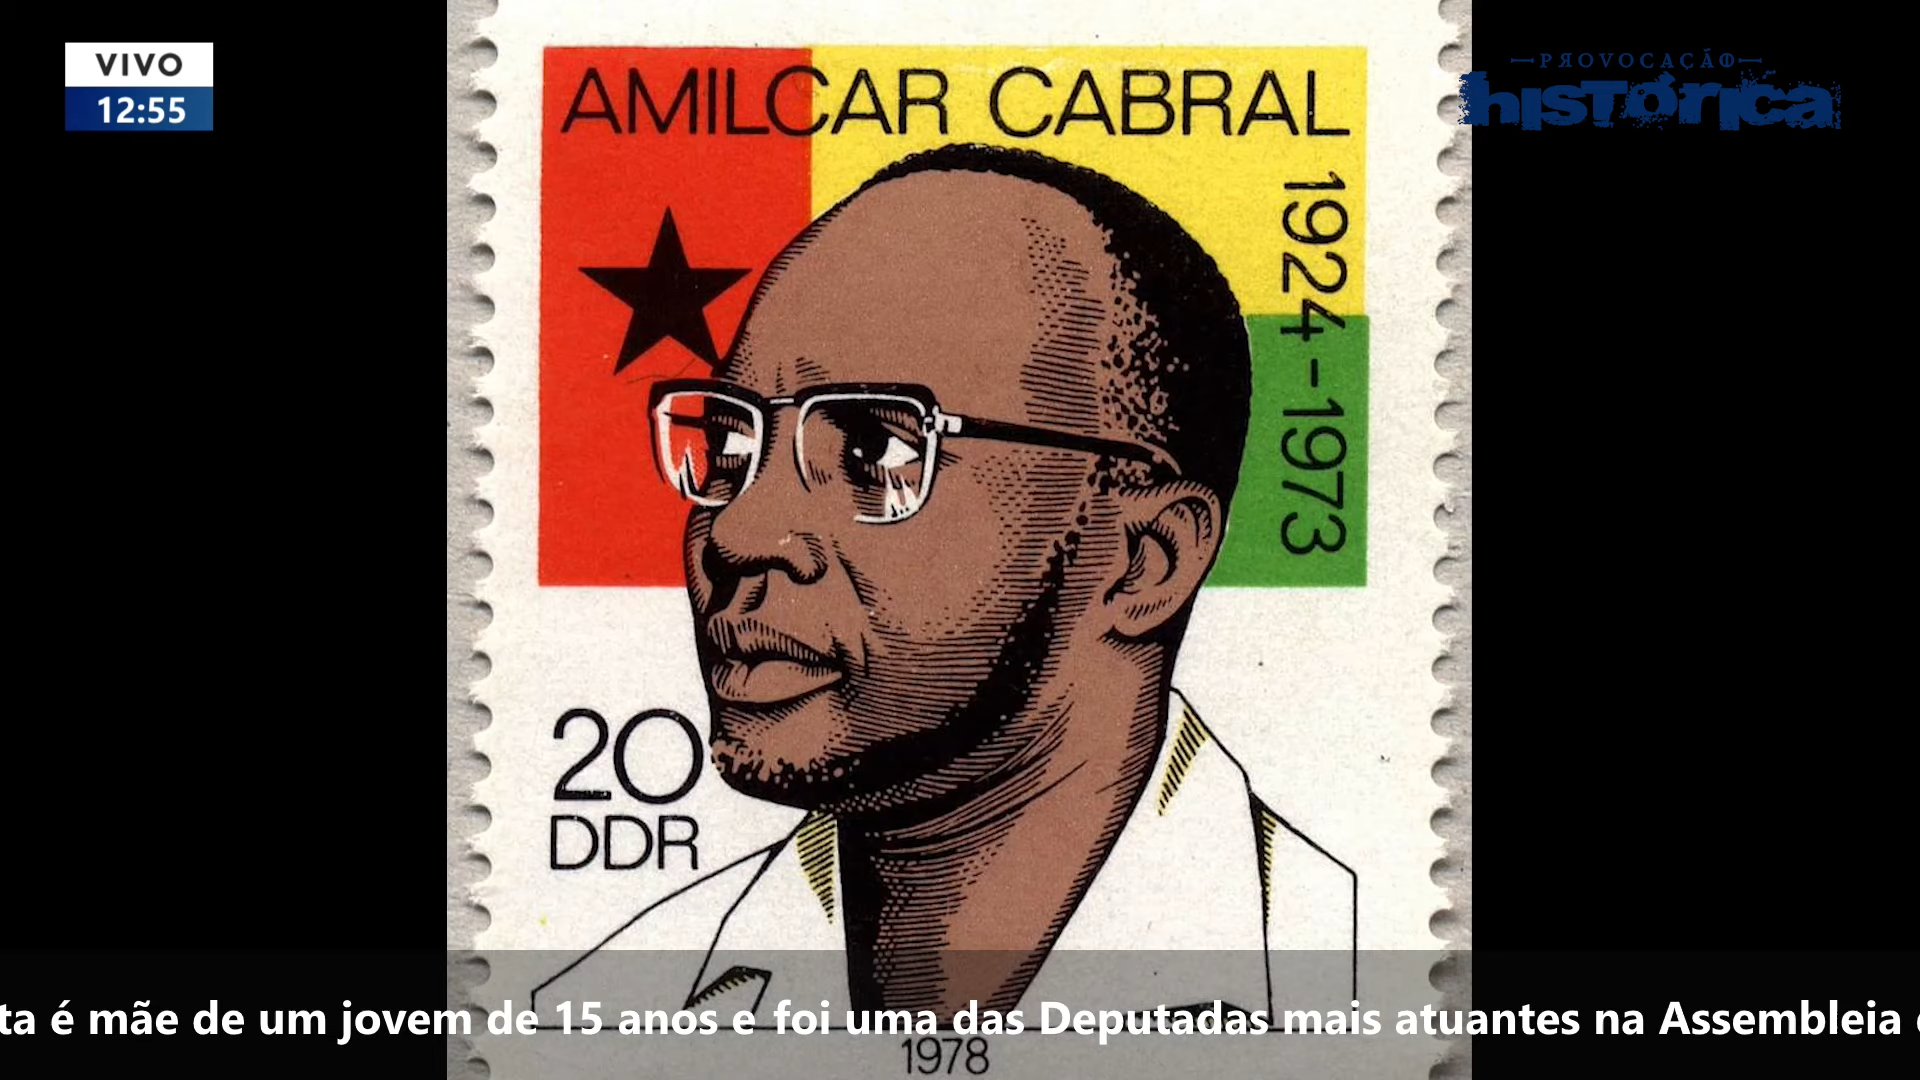 VIVO
12:55
PROVOCAÇÃO
HISTÓRICA
AMILCAR CABRAL
1924-1973
20
DDR
ta é mãe de um jovem de 15 anos e foi uma das Deputadas mais atuantes na Assembleia
1978